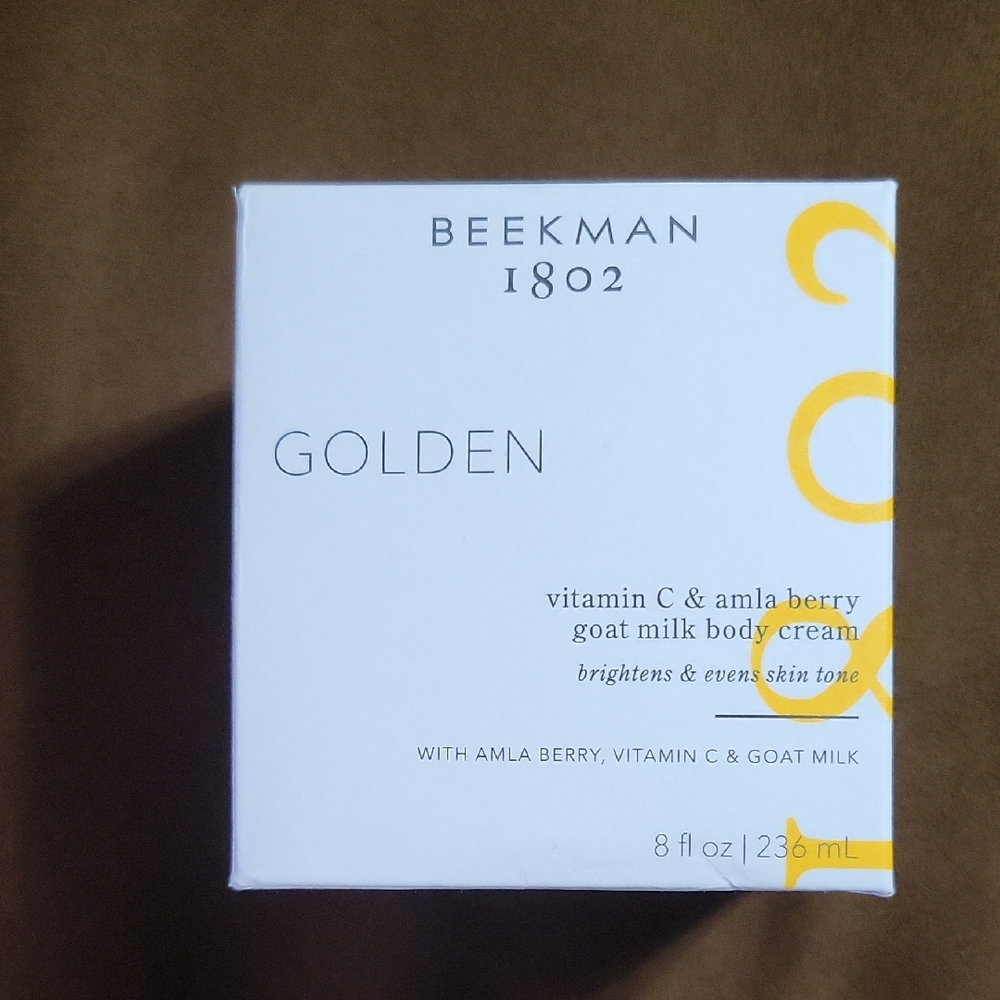 BEEKMAN
1802
GOLDEN
vitamin C & amla berry
goat milk body cream
brightens & evens skin tone
WITH AMLA BERRY, VITAMIN C & GOAT MILK
8 fl oz | 236 mL
1802